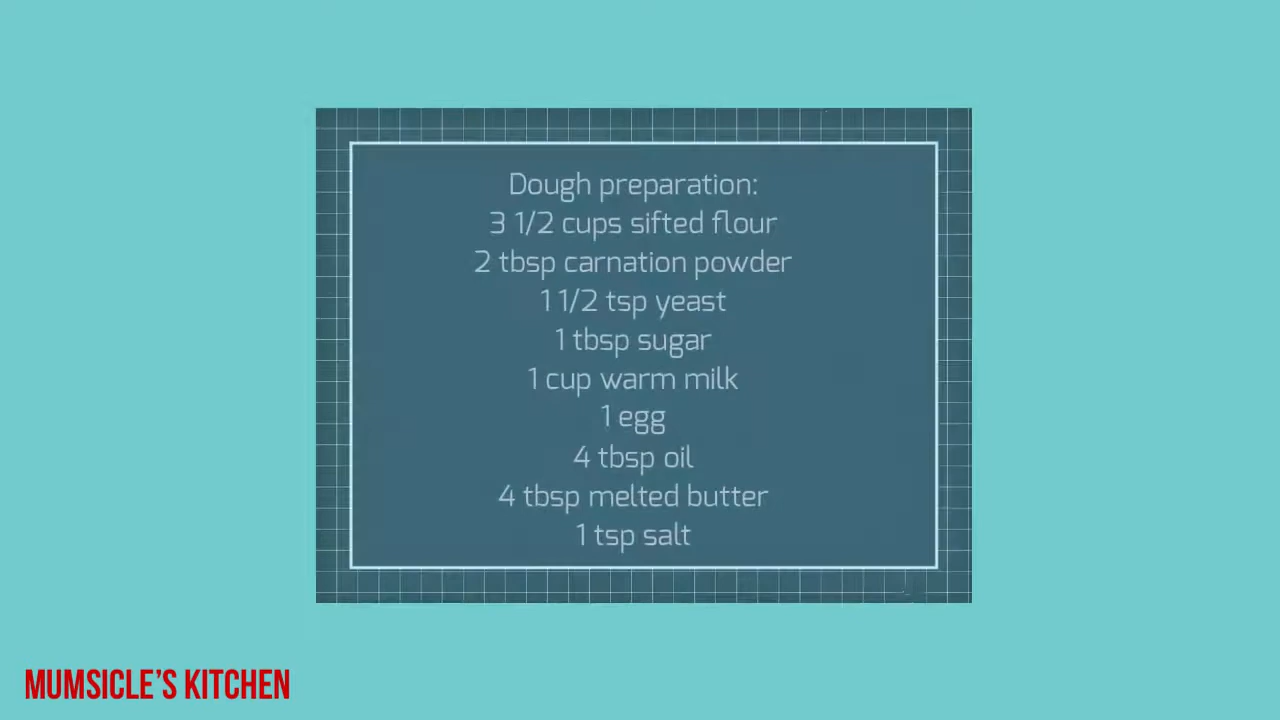 Dough preparation:
3 1/2 cups sifted flour
2 tbsp carnation powder
1 1/2 tsp yeast
1 tbsp sugar
1 cup warm milk
1 egg
4 tbsp oil
4 tbsp melted butter
1 tsp salt
MUMSICLE'S KITCHEN